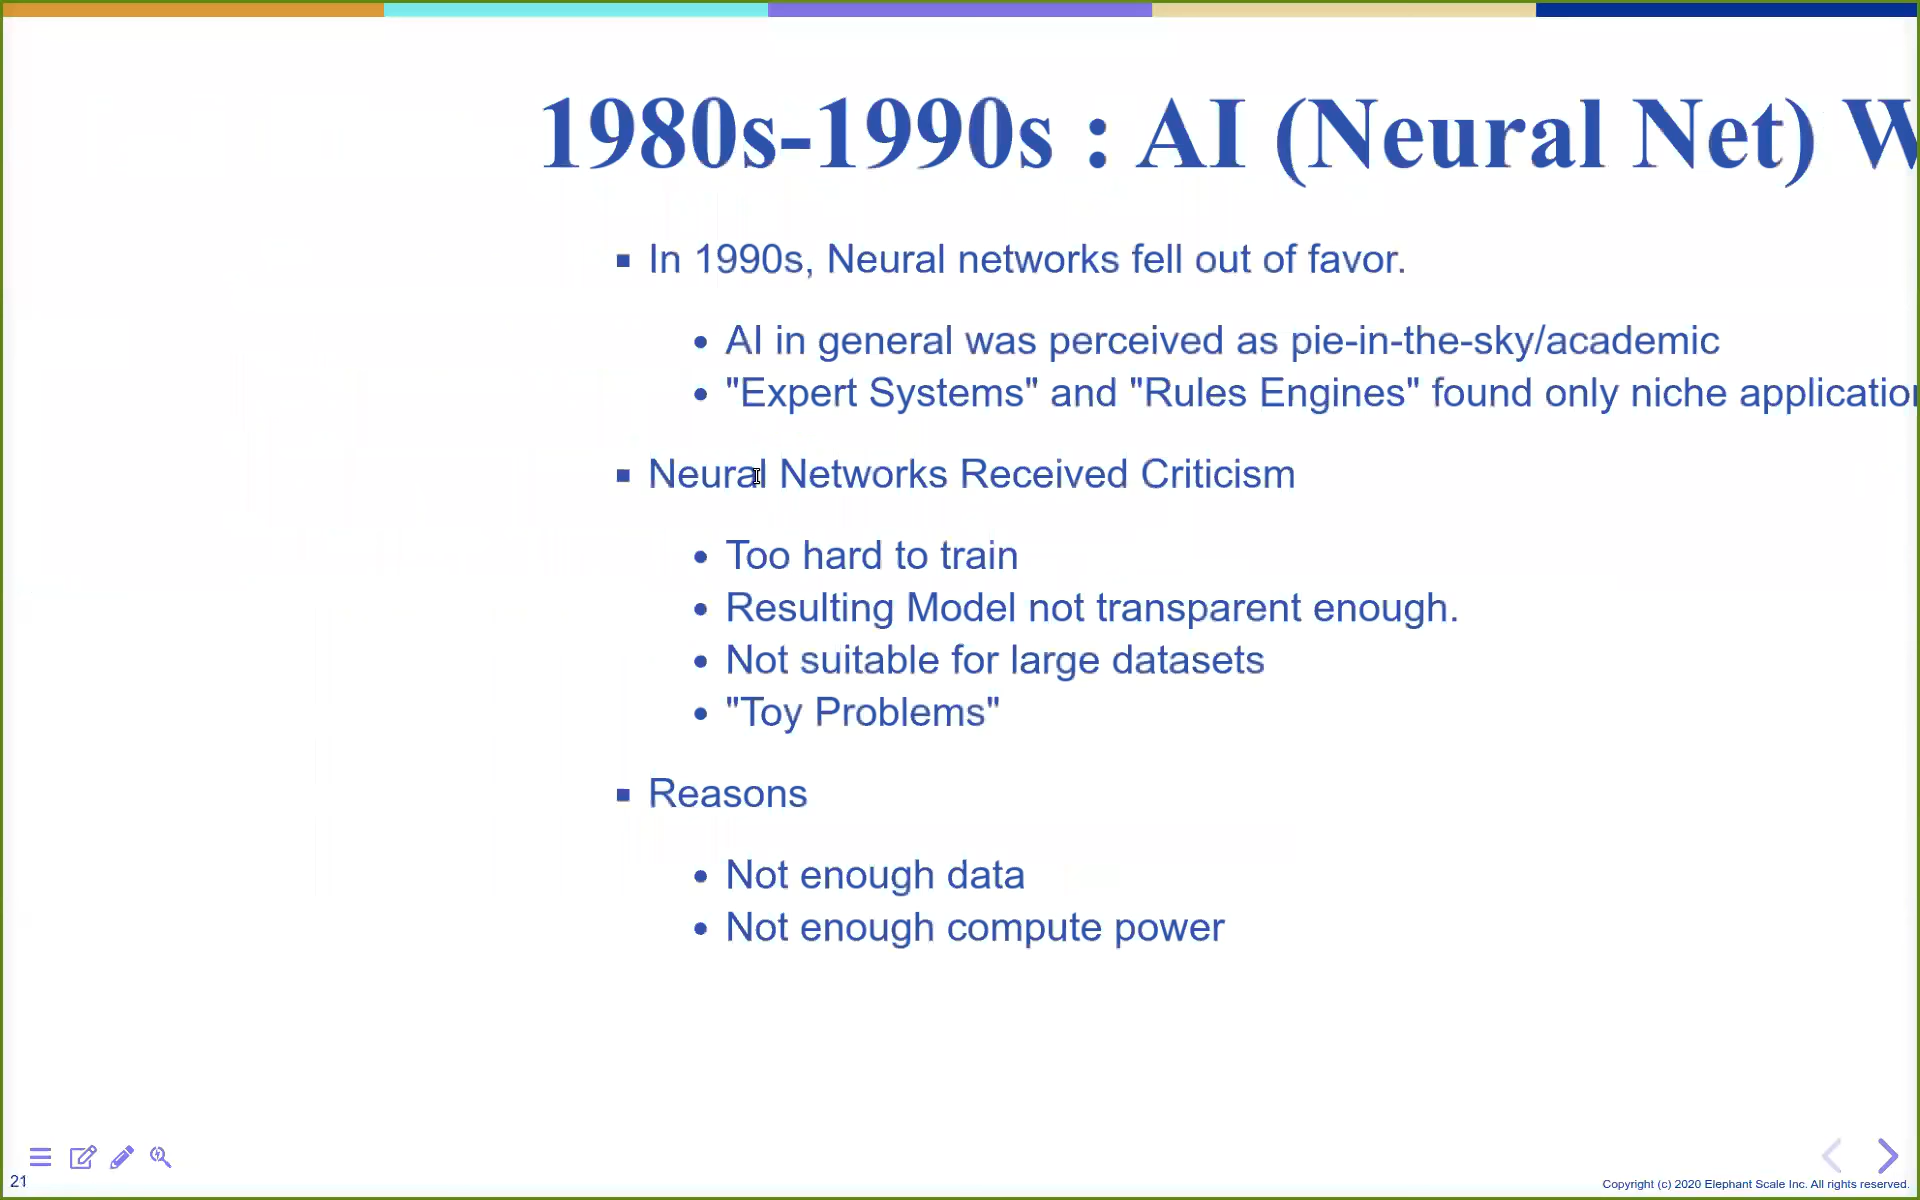 1980s-1990s : AI (Neural Net)
In 1990s, Neural networks fell out of favor.
AI in general was perceived as pie-in-the-sky/academic
"Expert Systems" and "Rules Engines" found only niche
Neural Networks Received Criticism
Too hard to train
Resulting Model not transparent enough.
Not suitable for large datasets
"Toy Problems"
Reasons
Not enough data
Not enough compute power
21
Copyright (c) 2020 Elephant Scale Inc. All rights reserved.